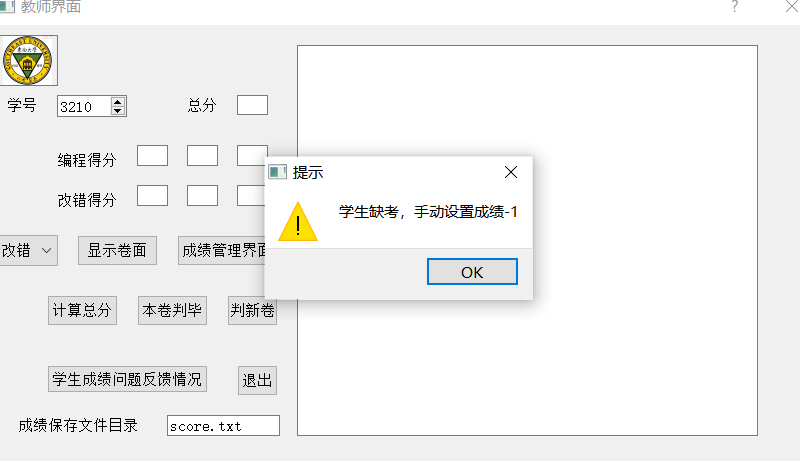 教师界面
?
SOUTHEAST UNIVERSITY
学号 3210 总分
编程得分
改错得分
提示
学生缺考，手动设置成绩-1
OK
改错 显示卷面 成绩管理界面
计算总分 本卷判毕 判新卷
学生成绩问题反馈情况 退出
成绩保存文件目录 score.txt